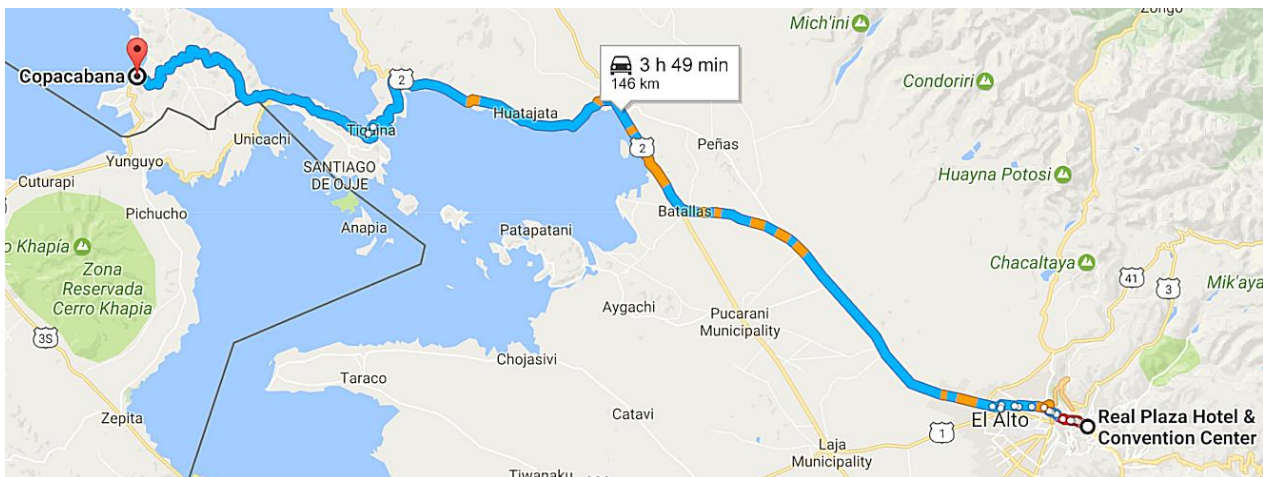 Zongo
Mich'ini
Copacabana
3 h 49 min
146 km
2
Condoriri
Huatajata
Tiquina
Unicachi
2
Peñas
Yunguyo
SANTIAGO
DE OJJE
Huayna Potosi
Cuturapi
Pichucho
Batallas
Anapia
Patapatani
o Khapía
Zona
Reservada
Cerro Khapia
Chacaltaya
41
3
Mik'aya
Aygachi
Pucarani
Municipality
3S
Chojasivi
Taraco
Zepita
Catavi
El Alto
1
Real Plaza Hotel &
Convention Center
Laja
Municipality
Tiwanaku